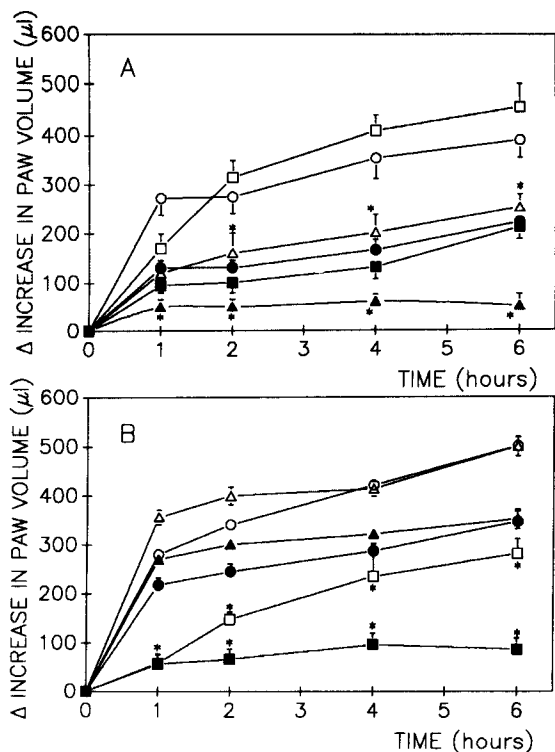 A
Δ INCREASE IN PAW VOLUME (μl)
600
500
400
300
200
100
0
0 1 2 3 4 5 6
TIME (hours)
* * * * * * *
B
Δ INCREASE IN PAW VOLUME (μl)
600
500
400
300
200
100
0
0 1 2 3 4 5 6
TIME (hours)
* * * * * * *